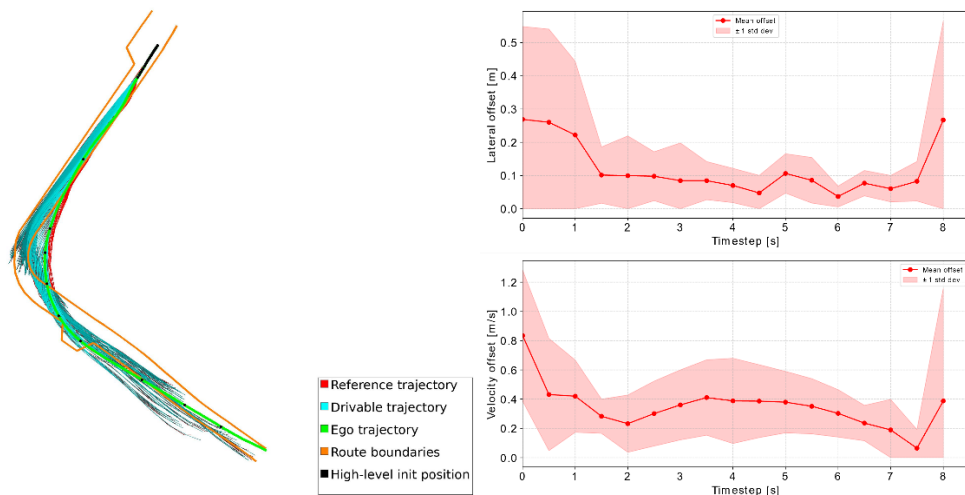 Reference trajectory
Drivable trajectory
Ego trajectory
Route boundaries
High-level init position
Lateral offset [m]
0.5
0.4
0.3
0.2
0.1
0.0
Mean offset
± 1 std dev
0 1 2 3 4 5 6 7 8
Timestep [s]
Velocity offset [m/s]
1.2
1.0
0.8
0.6
0.4
0.2
0.0
Mean offset
± 1 std dev
0 1 2 3 4 5 6 7 8
Timestep [s]